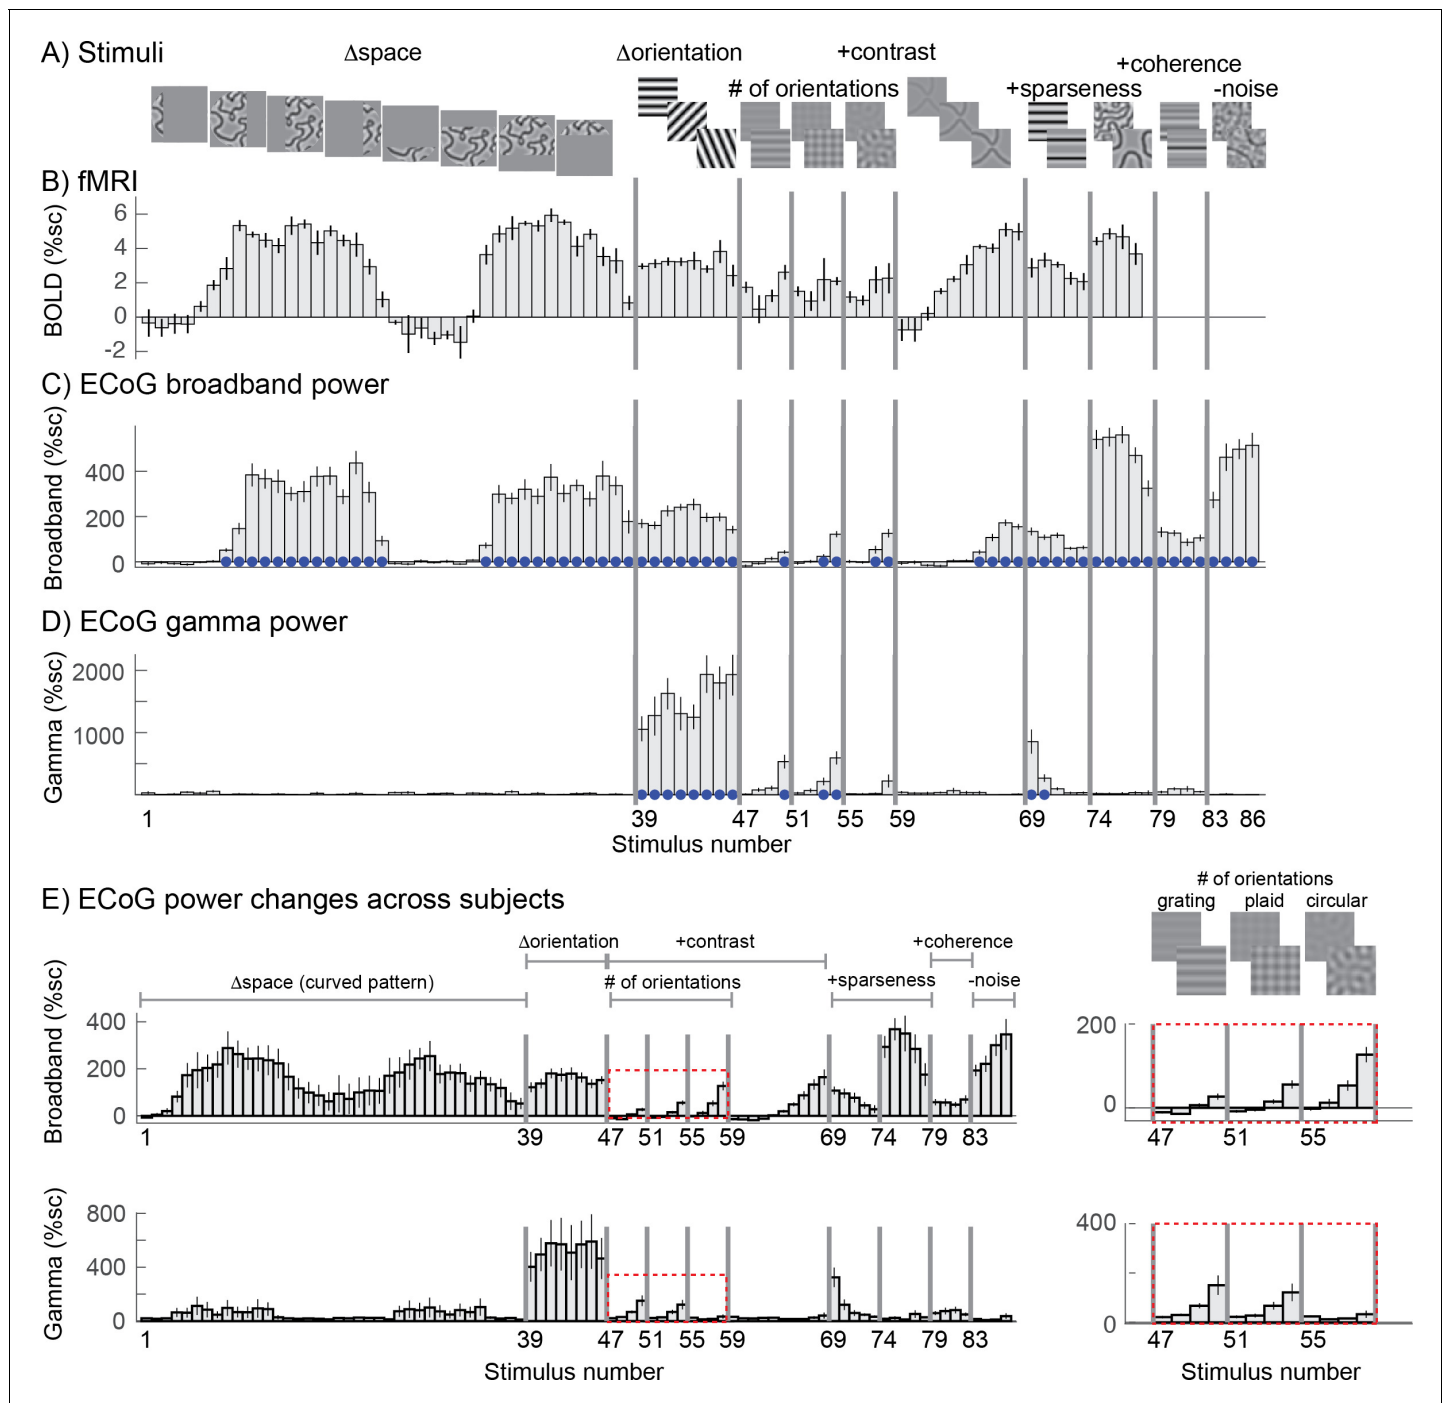 A) Stimuli
Δspace
Δorientation
+contrast
+coherence
# of orientations
+sparseness
-noise
B) fMRI
BOLD (%sc)
6
4
2
0
-2
C) ECoG broadband power
Broadband (%sc)
400
200
0
D) ECoG gamma power
Gamma (%sc)
2000
1000
1 39 47 51 55 59 69 74 79 83 86
Stimulus number
E) ECoG power changes across subjects
# of orientations
grating plaid circular
Δorientation +contrast +coherence
Δspace (curved pattern) # of orientations +sparseness -noise
Broadband (%sc)
400
200
0
1 39 47 51 55 59 69 74 79 83
200
0
47 51 55
Gamma (%sc)
800
400
0
1 39 47 51 55 59 69 74 79 83
Stimulus number
400
0
47 51 55
Stimulus number